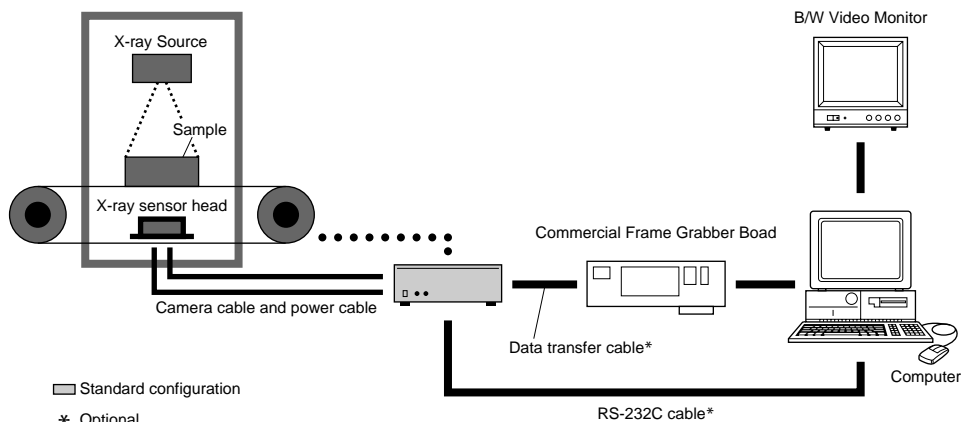 B/W Video Monitor
X-ray Source
Sample
X-ray sensor head
Commercial Frame Grabber Boad
Camera cable and power cable
Data transfer cable*
Computer
Standard configuration
* Optional
RS-232C cable*